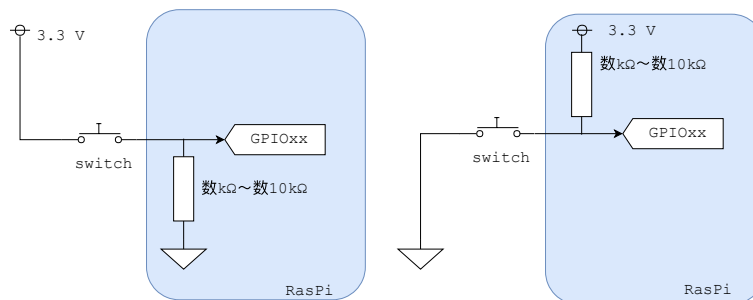 3.3 V
GPIOxx
switch
数kΩ～数10kΩ
RasPi
3.3 V
数kΩ～数10kΩ
GPIOxx
switch
RasPi